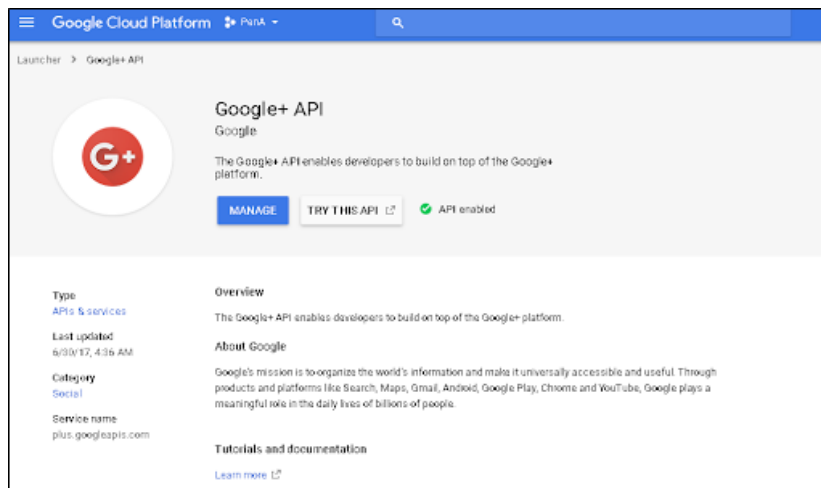 Google Cloud Platform PanA
Launcher > Google+ API
G+
Google+ API
Google
The Google+ API enables developers to build on top of the Google+
platform.
MANAGE TRY THIS API API enabled
Type
APIs & services
Last updated
6/30/17, 4:36 AM
Category
Social
Service name
plus.googleapis.com
Overview
The Google+ API enables developers to build on top of the Google+ platform.
About Google
Google's mission is to organize the world's information and make it universally accessible and useful. Through
products and platforms like Search, Maps, Gmail, Android, Google Play, Chrome and YouTube, Google plays a
meaningful role in the daily lives of billions of people.
Tutorials and documentation
Learn more